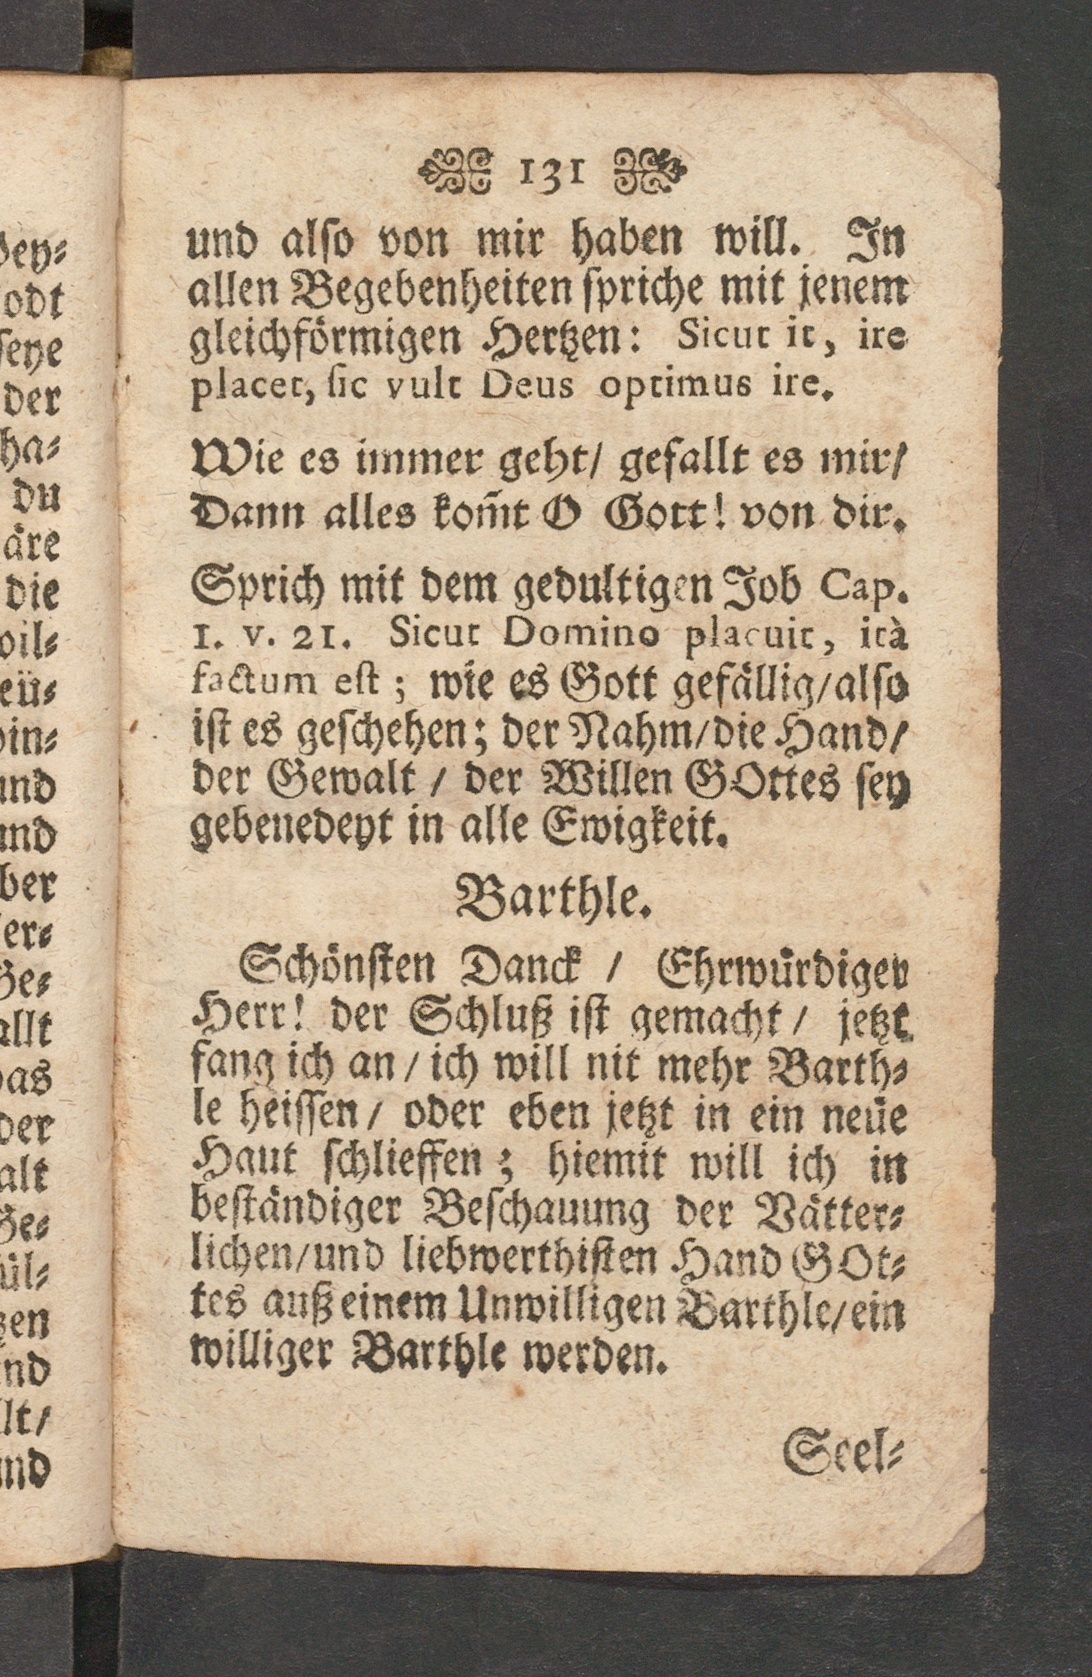 131
und also von mir haben will. In
allen Begebenheiten spriche mit jenem
gleichförmigen Hertzen: Sicut it, ire
placet, sic vult Deus optimus ire.
Wie es immer geht/ gefallt es mir/
Dann alles kom̃t O Gott! von dir.
Sprich mit dem gedultigen Job Cap.
1. v. 21. Sicut Domino placuit, ità
factum est; wie es Gott gefällig/also
ist es geschehen; der Nahm/die Hand/
der Gewalt / der Willen GOttes sey
gebenedeyt in alle Ewigkeit.
Barthle.
Schönsten Danck / Ehrwürdiger
Herr! der Schluß ist gemacht/ jetzt
fang ich an/ich will nit mehr Barth-
le heissen/ oder eben jetzt in ein neüe
Haut schlieffen; hiemit will ich in
beständiger Beschauung der Vätter-
lichen/und liebwerthisten Hand GOt-
tes auß einem Unwilligen Barthle/ein
williger Barthle werden.
Seel-